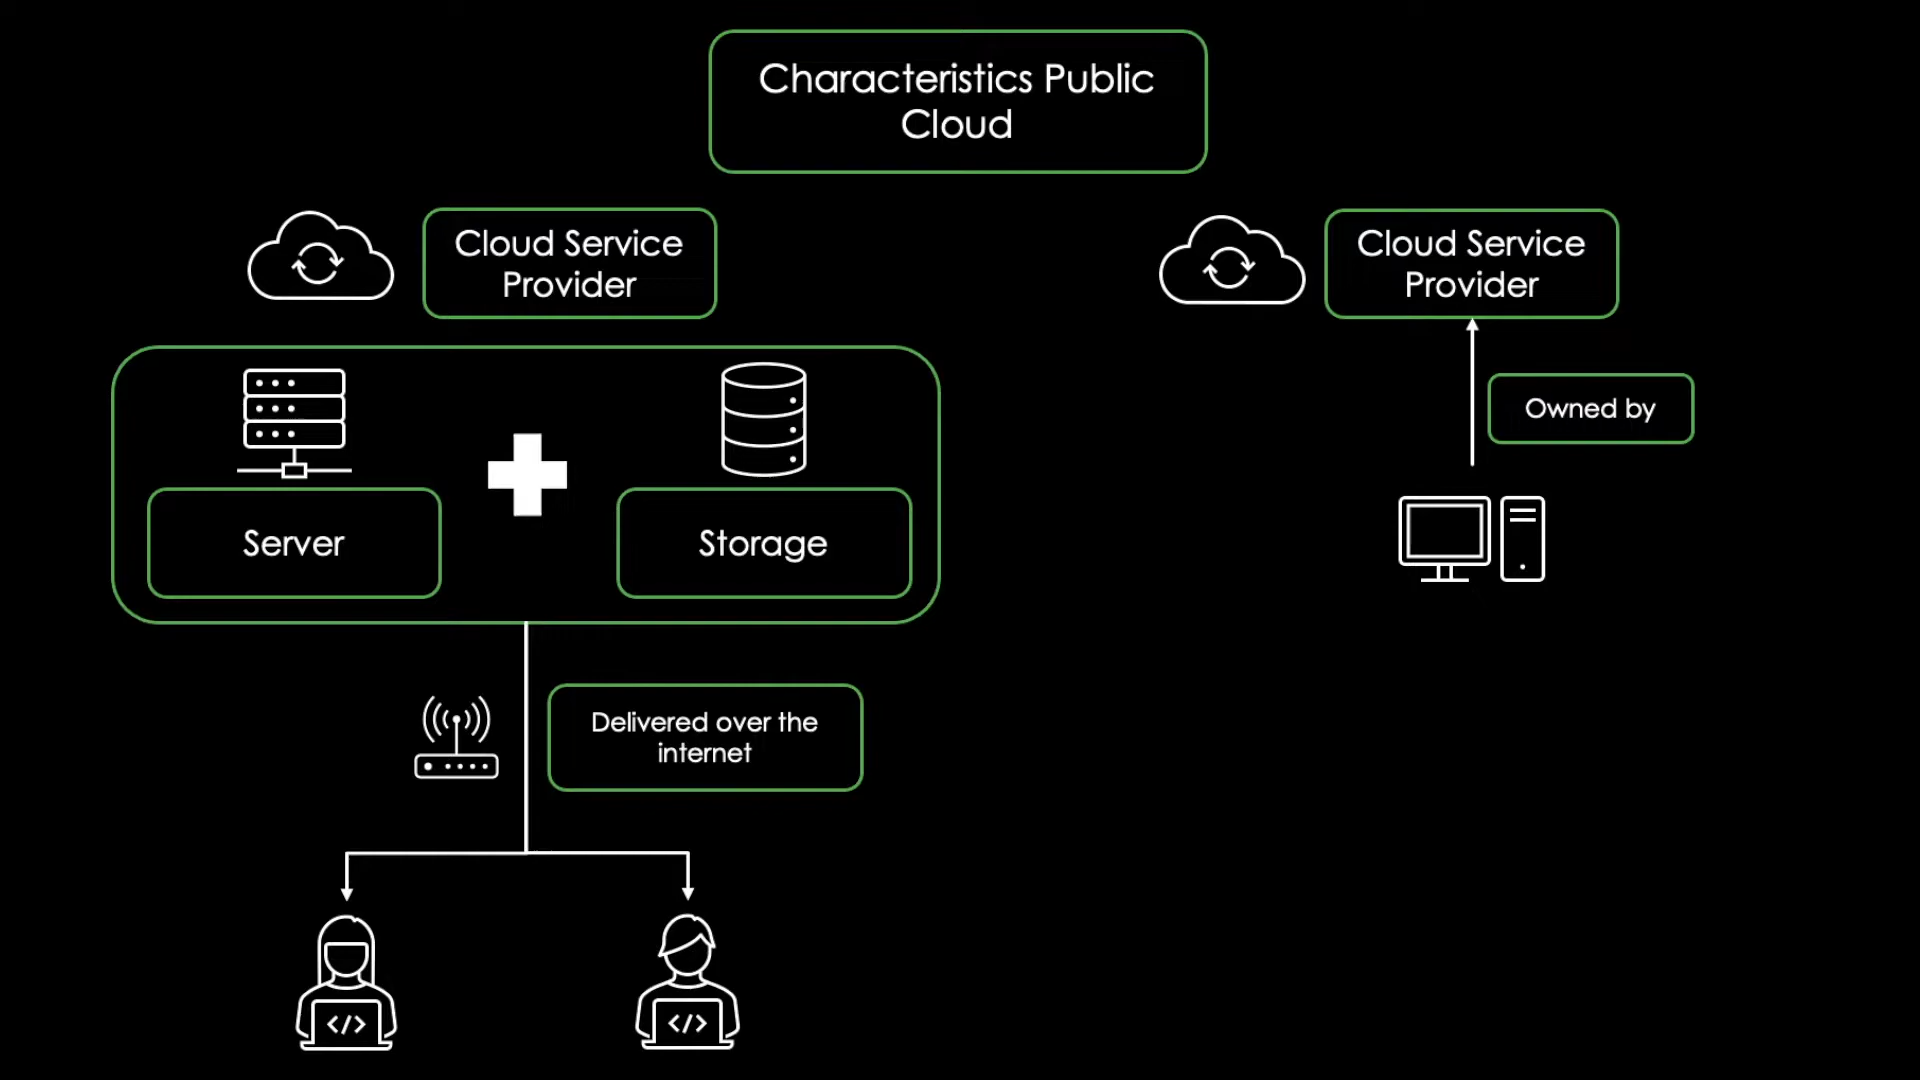 Characteristics Public
Cloud
Cloud Service
Provider
Server
Storage
Delivered over the
internet
</>
</>
Cloud Service
Provider
Owned by